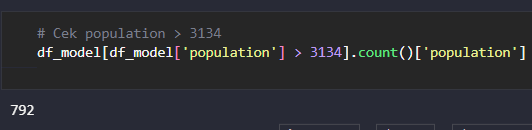 # Cek population > 3134
df_model[df_model['population'] > 3134].count()['population']
792